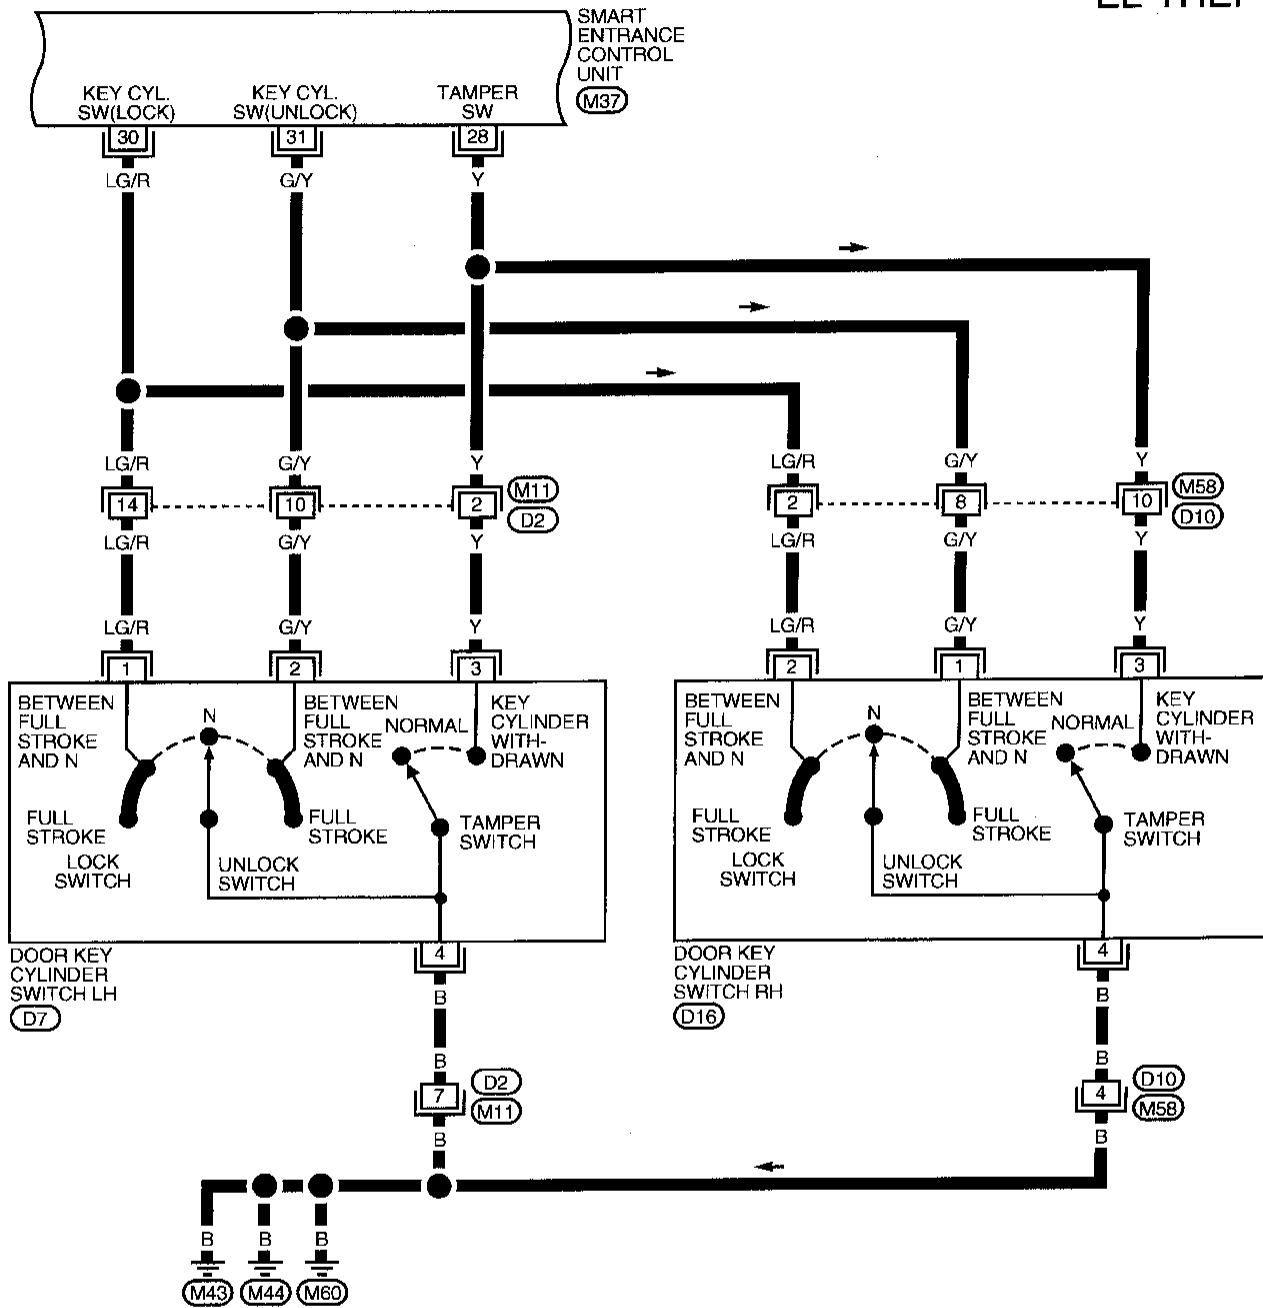 SMART
ENTRANCE
CONTROL
UNIT
M37
KEY CYL.
SW(LOCK)
KEY CYL.
SW(UNLOCK)
TAMPER
SW
30
31
28
LG/R
G/Y
Y
LG/R
G/Y
Y
LG/R
G/Y
Y
14
10
2
M11
D2
2
8
10
M58
D10
LG/R
G/Y
Y
LG/R
G/Y
Y
LG/R
G/Y
Y
LG/R
G/Y
Y
1
2
3
2
1
3
BETWEEN
FULL
STROKE
AND N
N
BETWEEN
FULL
STROKE
AND N
NORMAL
KEY
CYLINDER
WITH-
DRAWN
FULL
STROKE
LOCK
SWITCH
UNLOCK
SWITCH
FULL
STROKE
TAMPER
SWITCH
BETWEEN
FULL
STROKE
AND N
N
BETWEEN
FULL
STROKE
AND N
NORMAL
KEY
CYLINDER
WITH-
DRAWN
FULL
STROKE
LOCK
SWITCH
UNLOCK
SWITCH
FULL
STROKE
TAMPER
SWITCH
DOOR KEY
CYLINDER
SWITCH LH
D7
4
B
B
7
D2
M11
B
DOOR KEY
CYLINDER
SWITCH RH
D16
4
B
B
4
D10
M58
B
B
B
B
M43
M44
M60